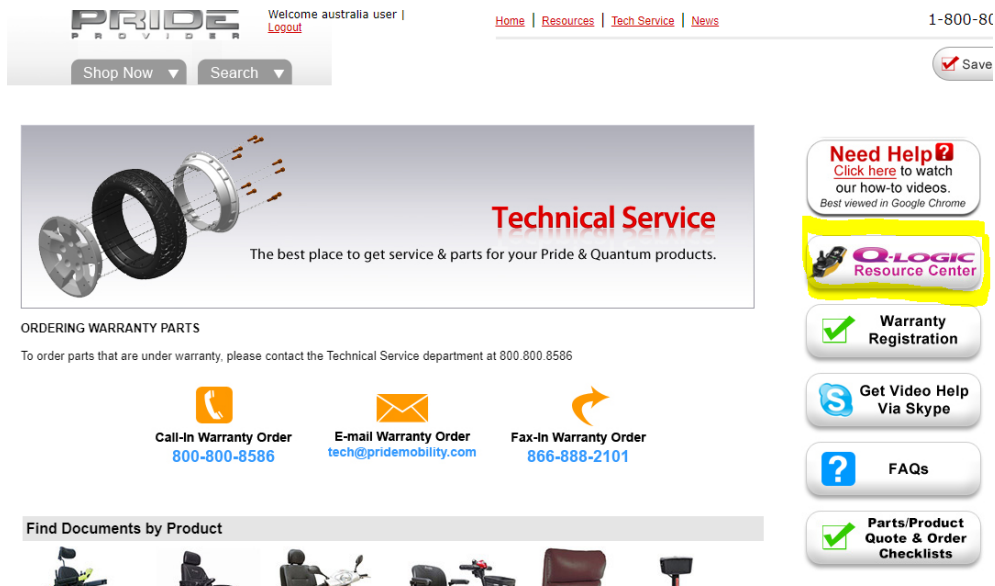 PRIDE
PROVIDER
Welcome australia user |
Logout
Home | Resources | Tech Service | News
1-800-80
Shop Now ▼
Search ▼
Save
Technical Service
The best place to get service & parts for your Pride & Quantum products.
Need Help?
Click here to watch
our how-to videos.
Best viewed in Google Chrome
Q-LOGIC
Resource Center
Warranty
Registration
Get Video Help
Via Skype
FAQs
Parts/Product
Quote & Order
Checklists
ORDERING WARRANTY PARTS
To order parts that are under warranty, please contact the Technical Service department at 800.800.8586
Call-In Warranty Order
800-800-8586
E-mail Warranty Order
tech@pridemobility.com
Fax-In Warranty Order
866-888-2101
Find Documents by Product